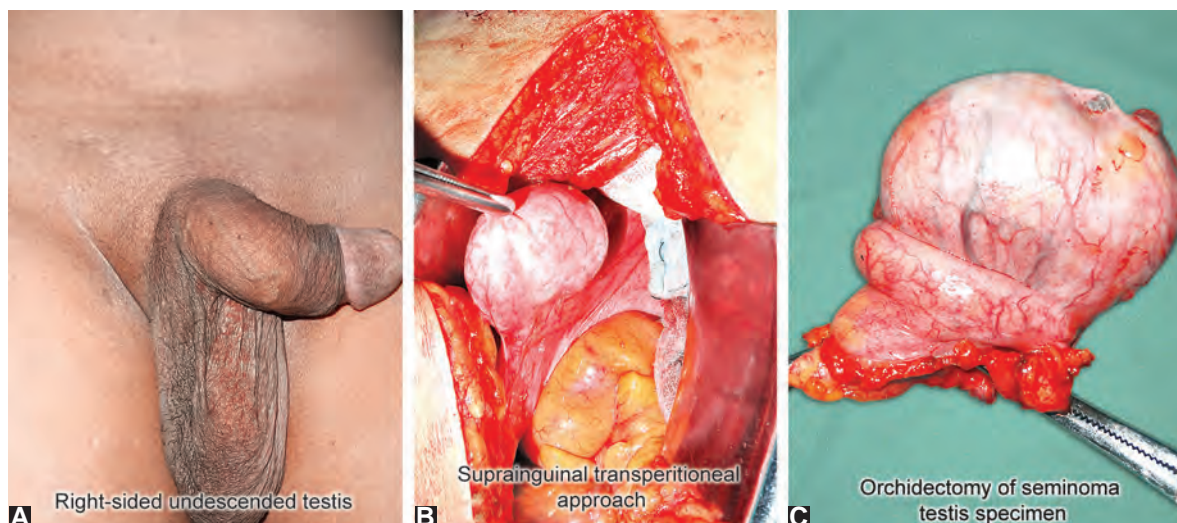 A
Right-sided undescended testis
B
Suprainguinal transperitioneal
approach
C
Orchidectomy of seminoma
testis specimen